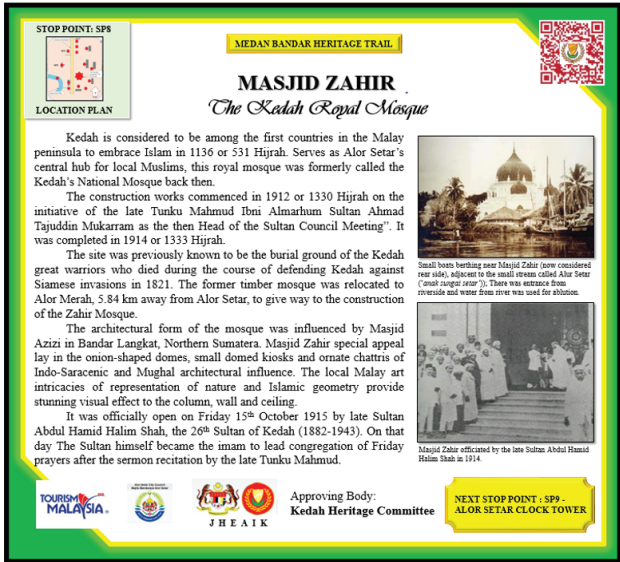 STOP POINT: SP8
LOCATION PLAN
MEDAN BANDAR HERITAGE TRAIL
MASJID ZAHIR
The Kedah Royal Mosque
Kedah is considered to be among the first countries in the Malay
peninsula to embrace Islam in 1136 or 531 Hijrah. Serves as Alor Setar's
central hub for local Muslims, this royal mosque was formerly called the
Kedah's National Mosque back then.
The construction works commenced in 1912 or 1330 Hijrah on the
initiative of the late Tunku Mahmud Ibni Almarhum Sultan Ahmad
Tajuddin Mukarram as the then Head of the Sultan Council Meeting". It
was completed in 1914 or 1333 Hijrah.
The site was previously known to be the burial ground of the Kedah
great warriors who died during the course of defending Kedah against
Siamese invasions in 1821. The former timber mosque was relocated to
Alor Merah, 5.84 km away from Alor Setar, to give way to the construction
of the Zahir Mosque.
The architectural form of the mosque was influenced by Masjid
Azizi in Bandar Langkat, Northern Sumatera. Masjid Zahir special appeal
lay in the onion-shaped domes, small domed kiosks and ornate chattris of
Indo-Saracenic and Mughal architectural influence. The local Malay art
intricacies of representation of nature and Islamic geometry provide
stunning visual effect to the column, wall and ceiling.
It was officially open on Friday 15th October 1915 by late Sultan
Abdul Hamid Halim Shah, the 26th Sultan of Kedah (1882-1943). On that
day The Sultan himself became the imam to lead congregation of Friday
prayers after the sermon recitation by the late Tunku Mahmud.
Small boats berthing near Masjid Zahir (now considered
rear side), adjacent to the small stream called Alur Setar
('anak sungai setar')); There was entrance from
riverside and water from river was used for ablution.
Masjid Zahir officiated by the late Sultan Abdul Hamid
Halim Shah in 1914.
TOURISM
MALAYSIA
JHEAIK
Approving Body:
Kedah Heritage Committee
NEXT STOP POINT : SP9 -
ALOR SETAR CLOCK TOWER